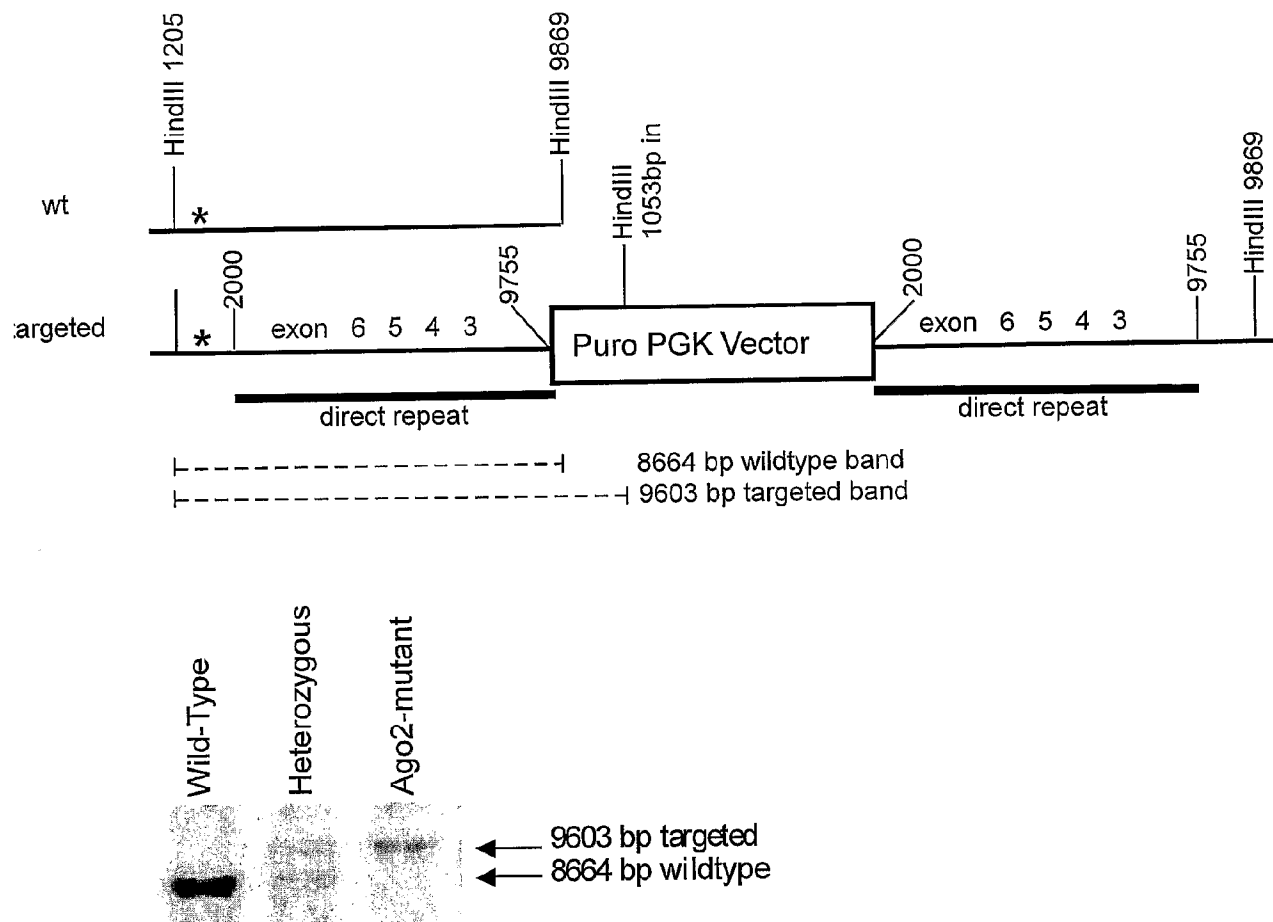 HindIII 1205
HindIII 9869
wt
*
HindIII
1053bp in
2000
9755
2000
9755
HindIII 9869
argeted
*
exon 6 5 4 3
Puro PGK Vector
exon 6 5 4 3
direct repeat
direct repeat
8664 bp wildtype band
9603 bp targeted band
Wild-Type
Heterozygous
Ago2-mutant
9603 bp targeted
8664 bp wildtype